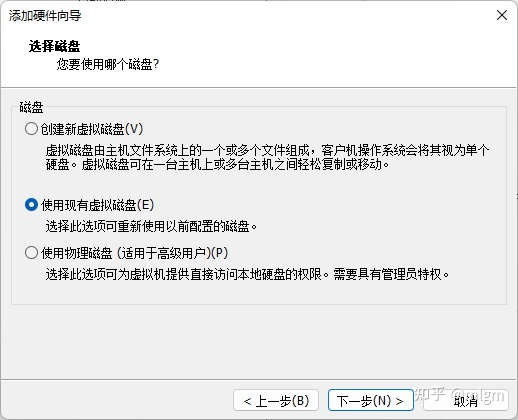 添加硬件向导
选择磁盘
您要使用哪个磁盘?
磁盘
创建新虚拟磁盘(V)
虚拟磁盘由主机文件系统上的一个或多个文件组成，客户机操作系统会将其视为单个
硬盘。虚拟磁盘可在一台主机上或多台主机之间轻松复制或移动。
使用现有虚拟磁盘(E)
选择此选项可重新使用以前配置的磁盘。
使用物理磁盘 (适用于高级用户)(P)
选择此选项可为虚拟机提供直接访问本地硬盘的权限。需要具有管理员特权。
< 上一步(B)
下一步(N) >
取消
知乎 @mlgm